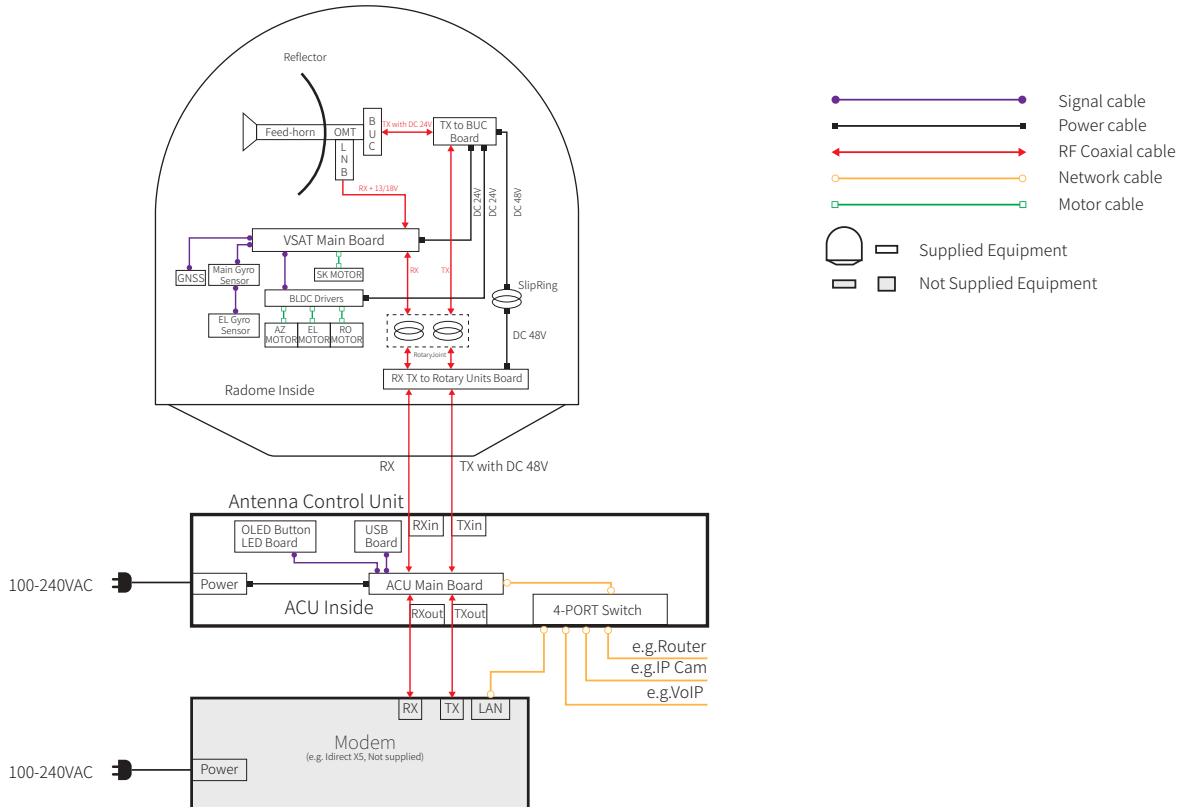 Reflector
Feed-horn
OMT
B
U
C
L
N
B
TX with DC 24V
TX to BUC
Board
RX + 13/18V
DC 24V
DC 24V
DC 48V
VSAT Main Board
GNSS
Main Gyro
Sensor
SK MOTOR
RX
TX
SlipRing
BLDC Drivers
EL Gyro
Sensor
AZ
MOTOR
EL
MOTOR
RO
MOTOR
DC 48V
RotaryJoint
RX TX to Rotary Units Board
Radome Inside
RX
TX with DC 48V
Signal cable
Power cable
RF Coaxial cable
Network cable
Motor cable
Supplied Equipment
Not Supplied Equipment
Antenna Control Unit
OLED Button
LED Board
USB
Board
RXin
TXin
100-240VAC
Power
ACU Main Board
ACU Inside
RXout
TXout
4-PORT Switch
e.g.Router
e.g.IP Cam
e.g.VoIP
RX
TX
LAN
Modem
(e.g. Idirect X5, Not supplied)
100-240VAC
Power